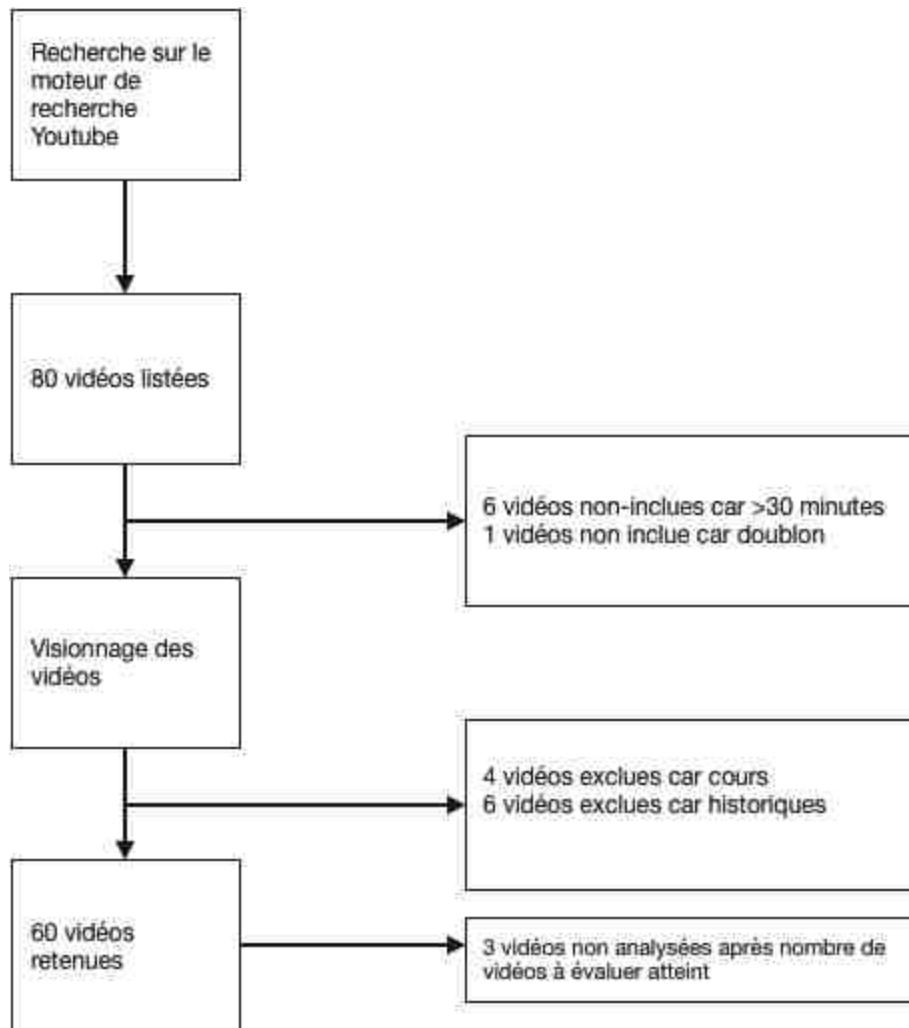 Recherche sur le
moteur de
recherche
Youtube
80 vidéos listées
6 vidéos non-inclues car >30 minutes
1 vidéos non inclue car doublon
Visionnage des
vidéos
4 vidéos exclues car cours
6 vidéos exclues car historiques
60 vidéos
retenues
3 vidéos non analysées après nombre de
vidéos à évaluer atteint